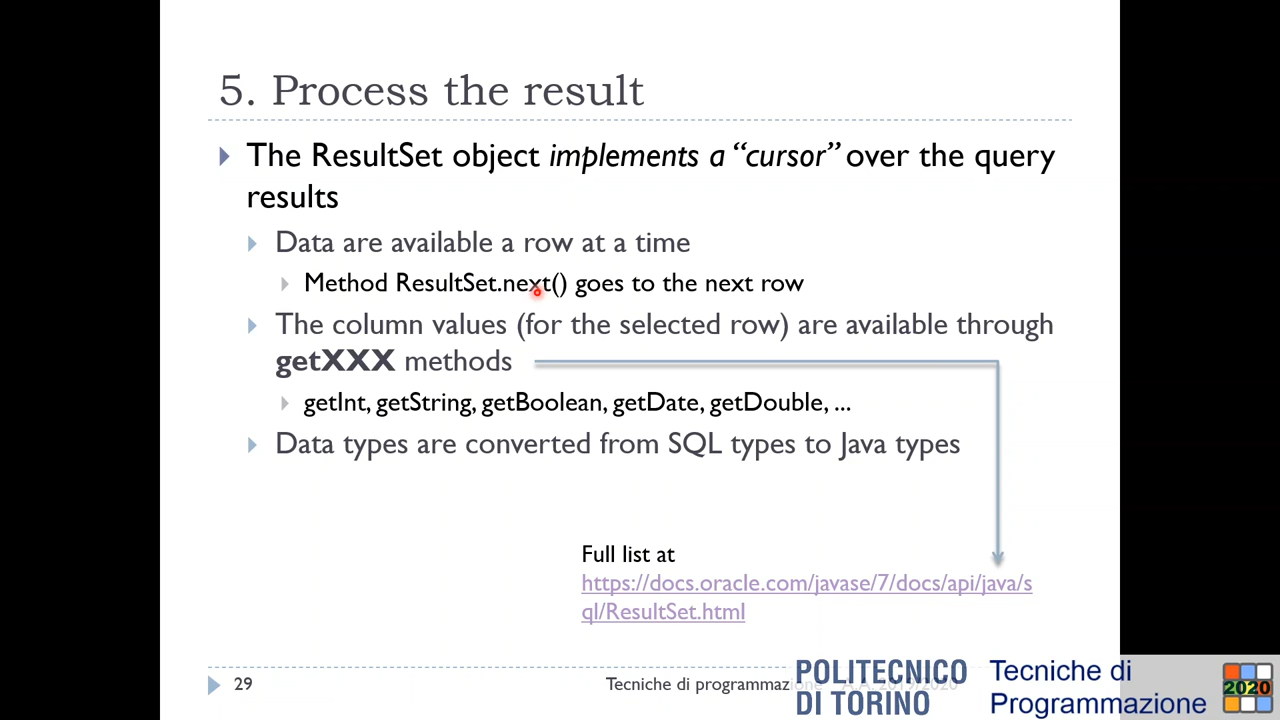 5. Process the result
The ResultSet object implements a “cursor” over the query
results
Data are available a row at a time
Method ResultSet.next() goes to the next row
The column values (for the selected row) are available through
getXXX methods
getInt, getString, getBoolean, getDate, getDouble, ...
Data types are converted from SQL types to Java types
Full list at
https://docs.oracle.com/javase/7/docs/api/java/s
ql/ResultSet.html
29
Tecniche di programmazione A.A. 2019/2020
POLITECNICO
DI TORINO
Tecniche di
Programmazione
2020